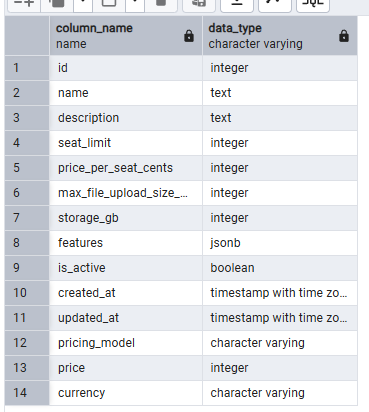 SQL
column_name data_type
name character varying
1 id integer
2 name text
3 description text
4 seat_limit integer
5 price_per_seat_cents integer
6 max_file_upload_size_... integer
7 storage_gb integer
8 features jsonb
9 is_active boolean
10 created_at timestamp with time zo...
11 updated_at timestamp with time zo...
12 pricing_model character varying
13 price integer
14 currency character varying